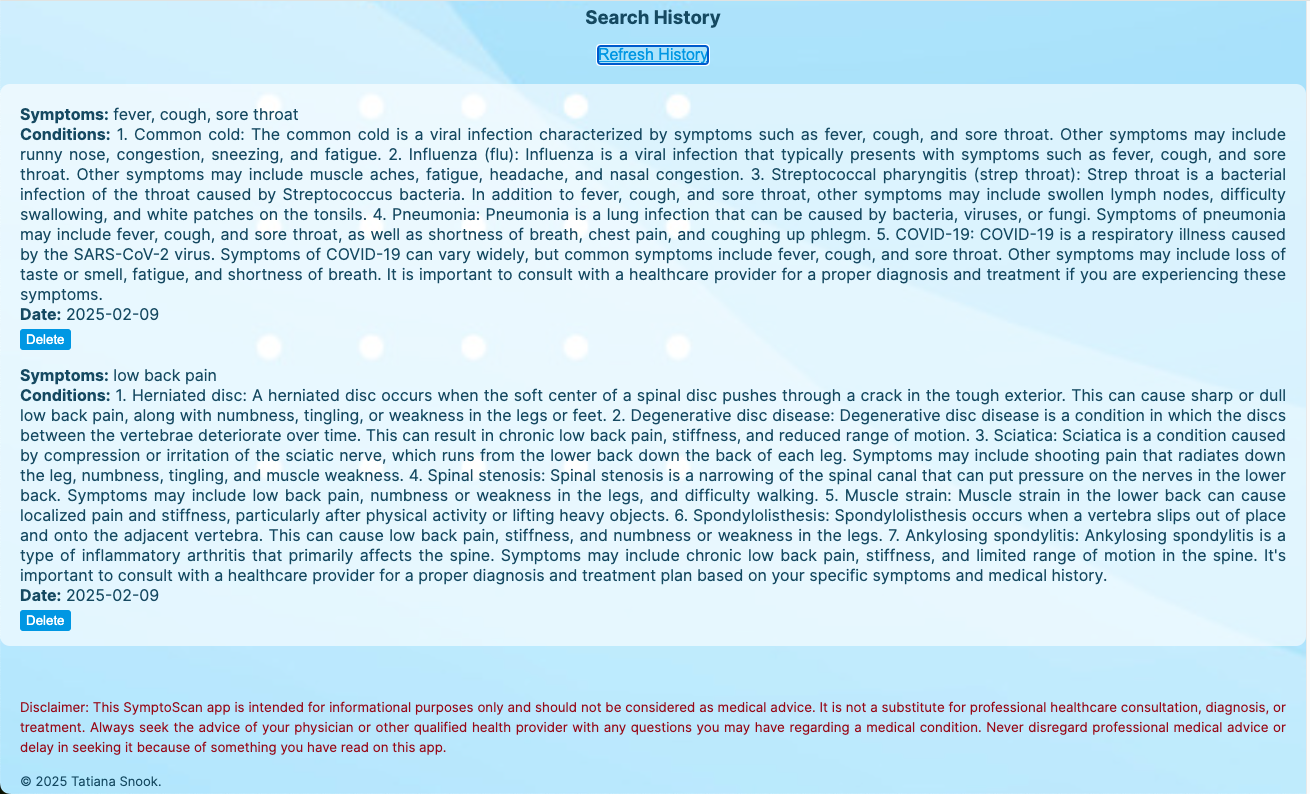 Search History
Refresh History
Symptoms: fever, cough, sore throat
Conditions: 1. Common cold: The common cold is a viral infection characterized by symptoms such as fever, cough, and sore throat. Other symptoms may include
runny nose, congestion, sneezing, and fatigue. 2. Influenza (flu): Influenza is a viral infection that typically presents with symptoms such as fever, cough, and sore
throat. Other symptoms may include muscle aches, fatigue, headache, and nasal congestion. 3. Streptococcal pharyngitis (strep throat): Strep throat is a bacterial
infection of the throat caused by Streptococcus bacteria. In addition to fever, cough, and sore throat, other symptoms may include swollen lymph nodes, difficulty
swallowing, and white patches on the tonsils. 4. Pneumonia: Pneumonia is a lung infection that can be caused by bacteria, viruses, or fungi. Symptoms of pneumonia
may include fever, cough, and sore throat, as well as shortness of breath, chest pain, and coughing up phlegm. 5. COVID-19: COVID-19 is a respiratory illness caused
by the SARS-CoV-2 virus. Symptoms of COVID-19 can vary widely, but common symptoms include fever, cough, and sore throat. Other symptoms may include loss of
taste or smell, fatigue, and shortness of breath. It is important to consult with a healthcare provider for a proper diagnosis and treatment if you are experiencing these
symptoms.
Date: 2025-02-09
Delete
Symptoms: low back pain
Conditions: 1. Herniated disc: A herniated disc occurs when the soft center of a spinal disc pushes through a crack in the tough exterior. This can cause sharp or dull
low back pain, along with numbness, tingling, or weakness in the legs or feet. 2. Degenerative disc disease: Degenerative disc disease is a condition in which the discs
between the vertebrae deteriorate over time. This can result in chronic low back pain, stiffness, and reduced range of motion. 3. Sciatica: Sciatica is a condition caused
by compression or irritation of the sciatic nerve, which runs from the lower back down the back of each leg. Symptoms may include shooting pain that radiates down
the leg, numbness, tingling, and muscle weakness. 4. Spinal stenosis: Spinal stenosis is a narrowing of the spinal canal that can put pressure on the nerves in the lower
back. Symptoms may include low back pain, numbness or weakness in the legs, and difficulty walking. 5. Muscle strain: Muscle strain in the lower back can cause
localized pain and stiffness, particularly after physical activity or lifting heavy objects. 6. Spondylolisthesis: Spondylolisthesis occurs when a vertebra slips out of place
and onto the adjacent vertebra. This can cause low back pain, stiffness, and numbness or weakness in the legs. 7. Ankylosing spondylitis: Ankylosing spondylitis is a
type of inflammatory arthritis that primarily affects the spine. Symptoms may include chronic low back pain, stiffness, and limited range of motion in the spine. It's
important to consult with a healthcare provider for a proper diagnosis and treatment plan based on your specific symptoms and medical history.
Date: 2025-02-09
Delete
Disclaimer: This SymptoScan app is intended for informational purposes only and should not be considered as medical advice. It is not a substitute for professional healthcare consultation, diagnosis, or
treatment. Always seek the advice of your physician or other qualified health provider with any questions you may have regarding a medical condition. Never disregard professional medical advice or
delay in seeking it because of something you have read on this app.
© 2025 Tatiana Snook.